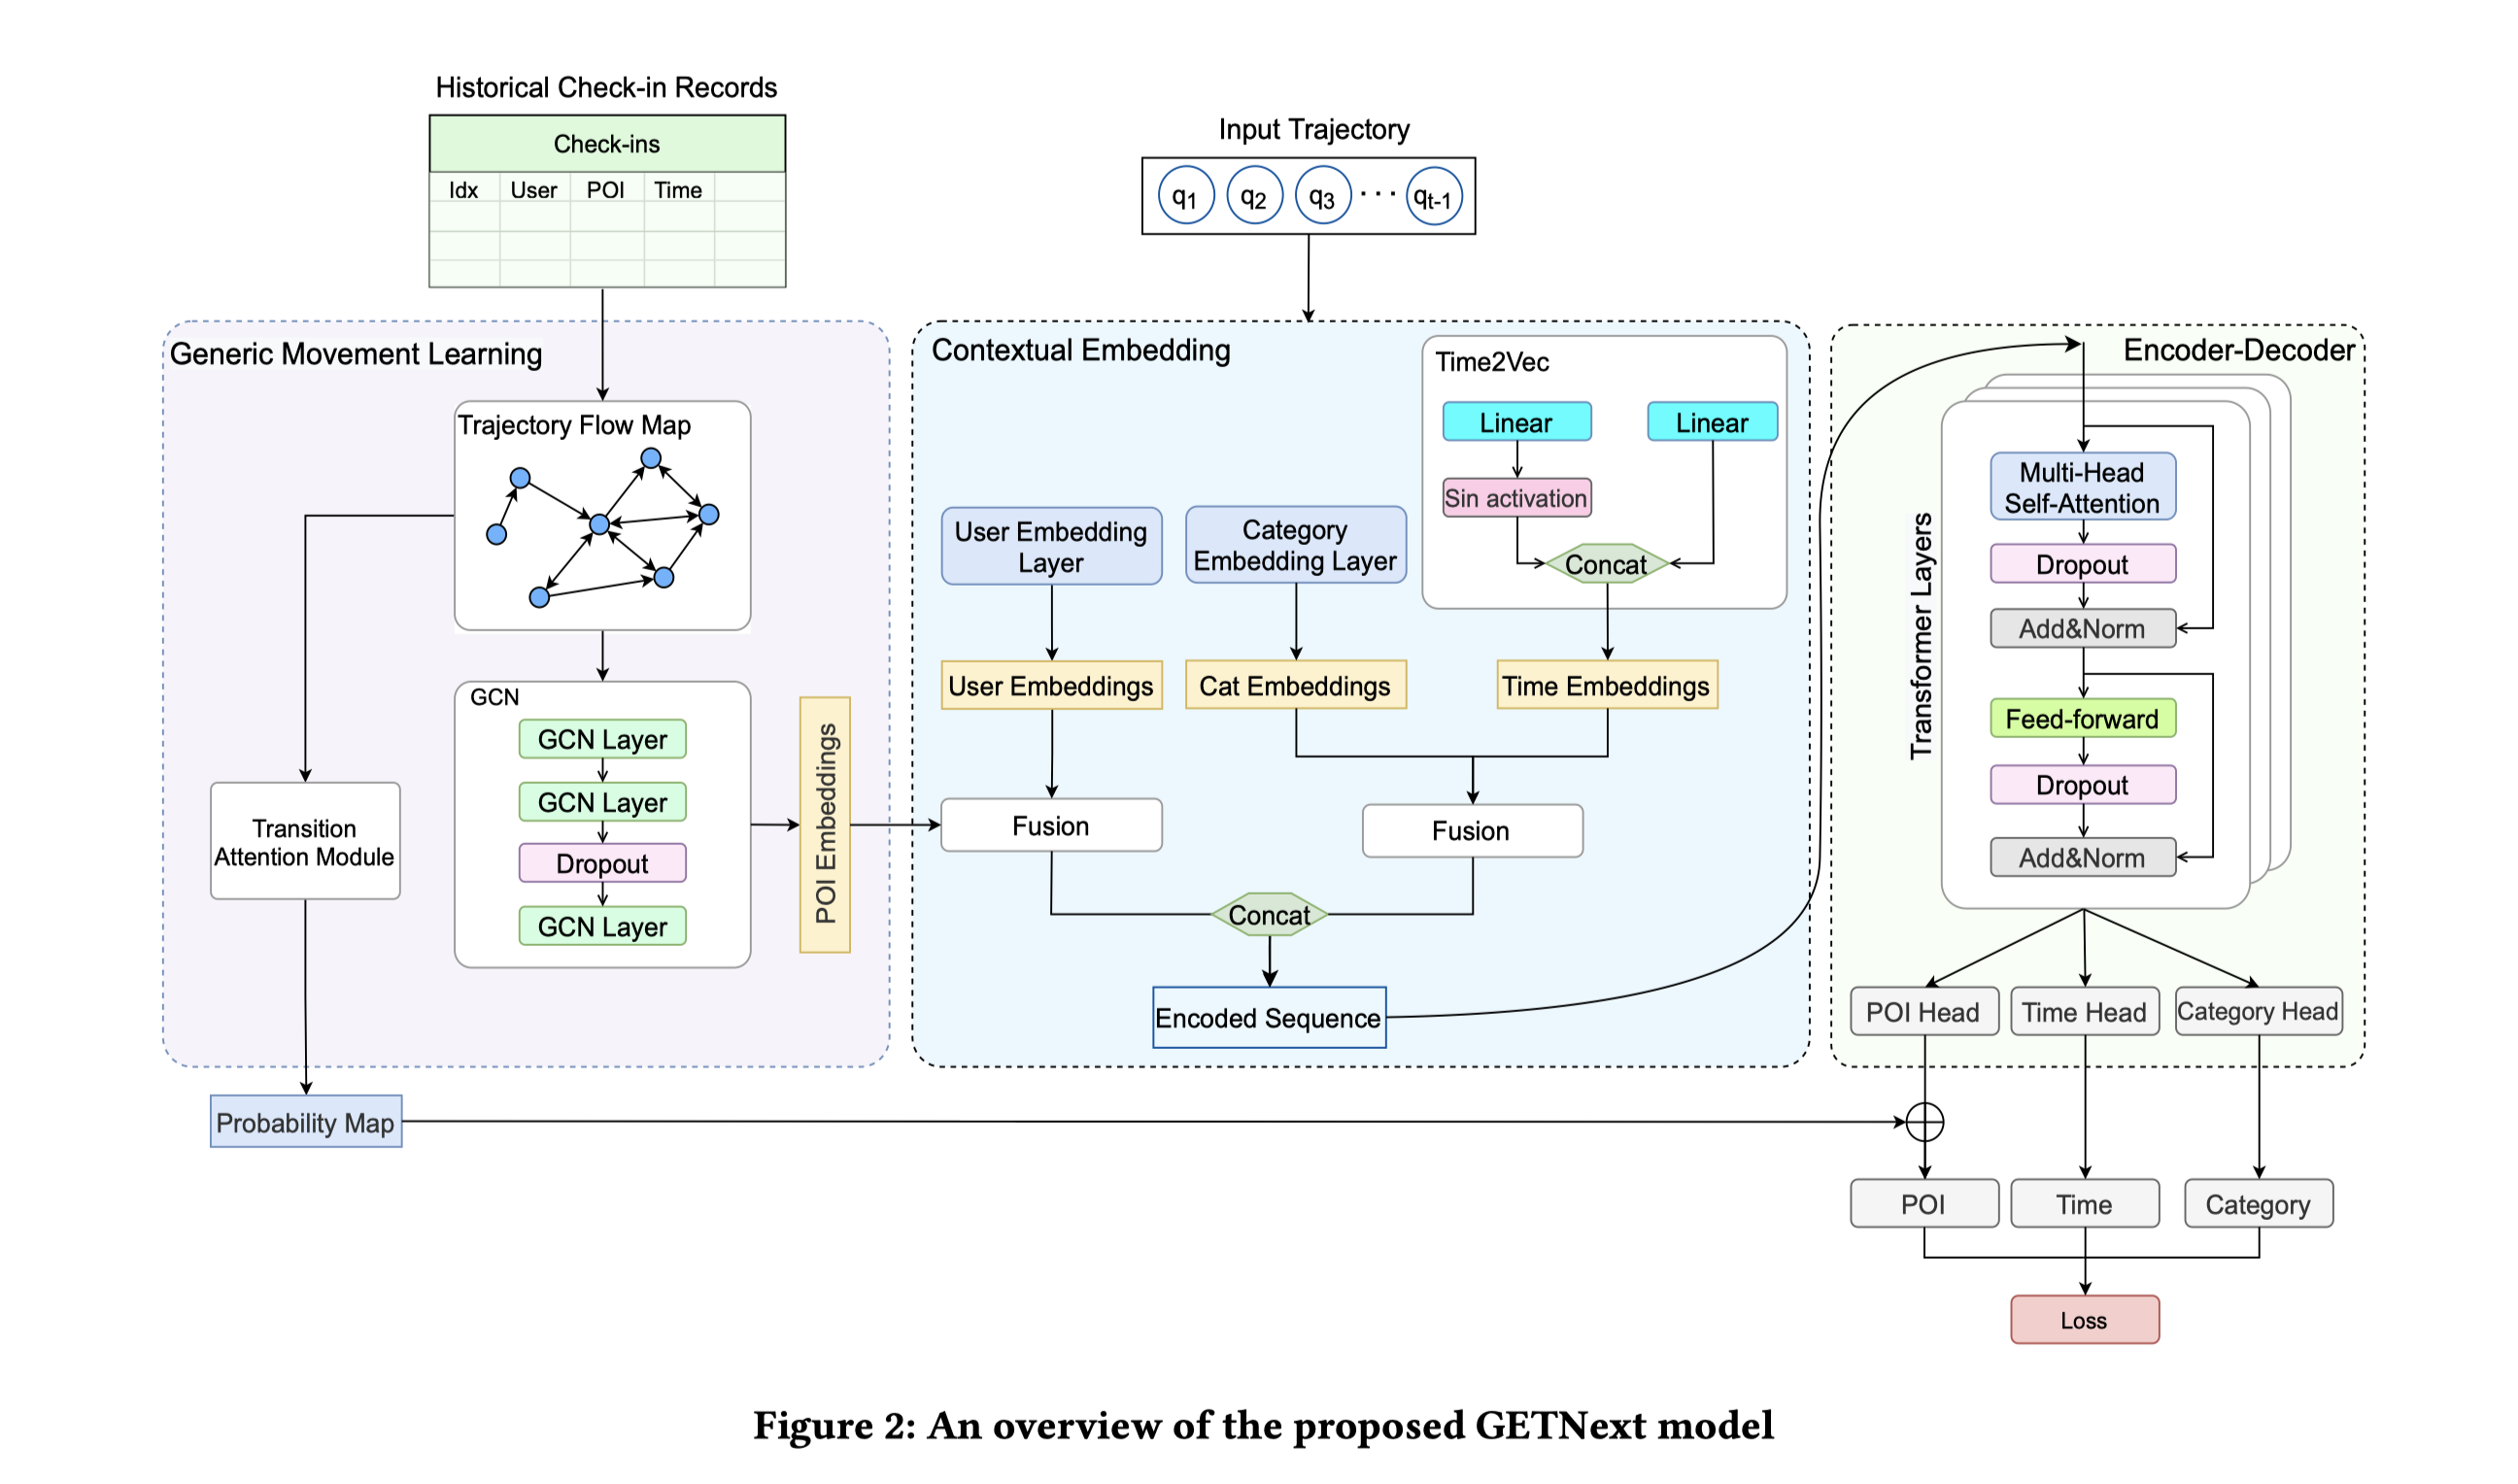 Historical Check-in Records
Check-ins
Idx User POI Time
Input Trajectory
q1 q2 q3 ··· qt-1
Generic Movement Learning
Trajectory Flow Map
GCN
GCN Layer
GCN Layer
Dropout
GCN Layer
Transition
Attention Module
POI Embeddings
Probability Map
Contextual Embedding
Time2Vec
Linear
Linear
Sin activation
Concat
User Embedding
Layer
Category
Embedding Layer
User Embeddings
Cat Embeddings
Time Embeddings
Fusion
Fusion
Concat
Encoded Sequence
Encoder-Decoder
Transformer Layers
Multi-Head
Self-Attention
Dropout
Add&Norm
Feed-forward
Dropout
Add&Norm
POI Head
Time Head
Category Head
POI
Time
Category
Loss
Figure 2: An overview of the proposed GETNext model